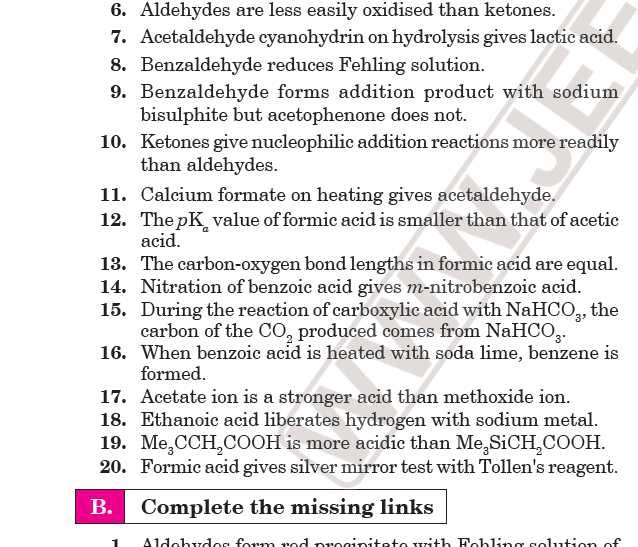 6. Aldehydes are less easily oxidised than ketones.
7. Acetaldehyde cyanohydrin on hydrolysis gives lactic acid.
8. Benzaldehyde reduces Fehling solution.
9. Benzaldehyde forms addition product with sodium
bisulphite but acetophenone does not.
10. Ketones give nucleophilic addition reactions more readily
than aldehydes.
11. Calcium formate on heating gives acetaldehyde.
12. The pKₐ value of formic acid is smaller than that of acetic
acid.
13. The carbon-oxygen bond lengths in formic acid are equal.
14. Nitration of benzoic acid gives m-nitrobenzoic acid.
15. During the reaction of carboxylic acid with NaHCO₃, the
carbon of the CO₂ produced comes from NaHCO₃.
16. When benzoic acid is heated with soda lime, benzene is
formed.
17. Acetate ion is a stronger acid than methoxide ion.
18. Ethanoic acid liberates hydrogen with sodium metal.
19. Me₃CCH₂COOH is more acidic than Me₃SiCH₂COOH.
20. Formic acid gives silver mirror test with Tollen's reagent.
B. Complete the missing links
1. Aldehydes form red precipitate with Fehling solution of
WWW.JEE